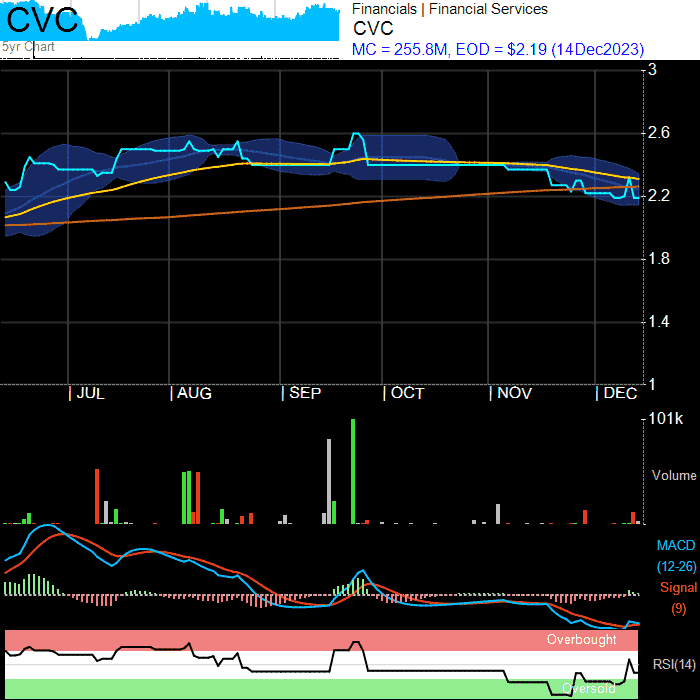 CVC
5yr Chart
Financials | Financial Services
CVC
MC = 255.8M, EOD = $2.19 (14Dec2023)
3
2.6
2.2
1.8
1.4
1
JUL AUG SEP OCT NOV DEC
101k
Volume
MACD
(12-26)
Signal
(9)
Overbought
RSI(14)
Oversold